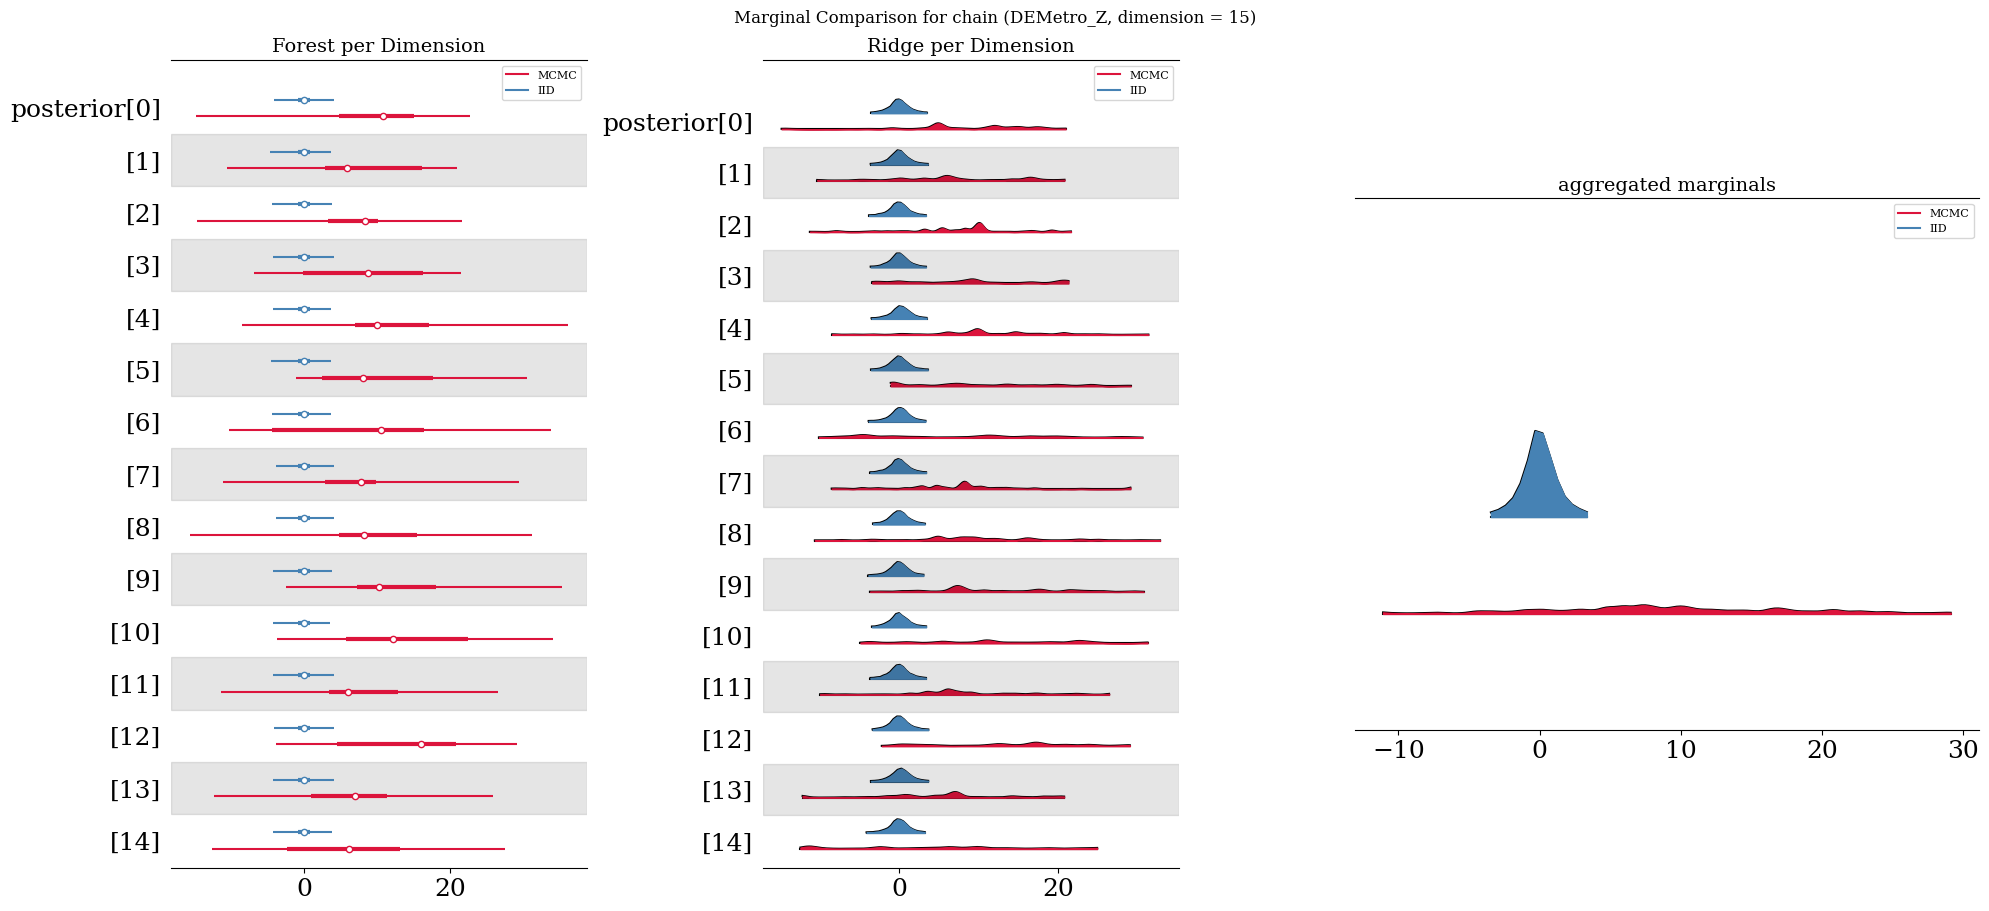 Marginal Comparison for chain (DEMetro_Z, dimension = 15)
Forest per Dimension
MCMC
IID
posterior[0]
[1]
[2]
[3]
[4]
[5]
[6]
[7]
[8]
[9]
[10]
[11]
[12]
[13]
[14]
0 20
Ridge per Dimension
MCMC
IID
posterior[0]
[1]
[2]
[3]
[4]
[5]
[6]
[7]
[8]
[9]
[10]
[11]
[12]
[13]
[14]
0 20
aggregated marginals
MCMC
IID
−10 0 10 20 30